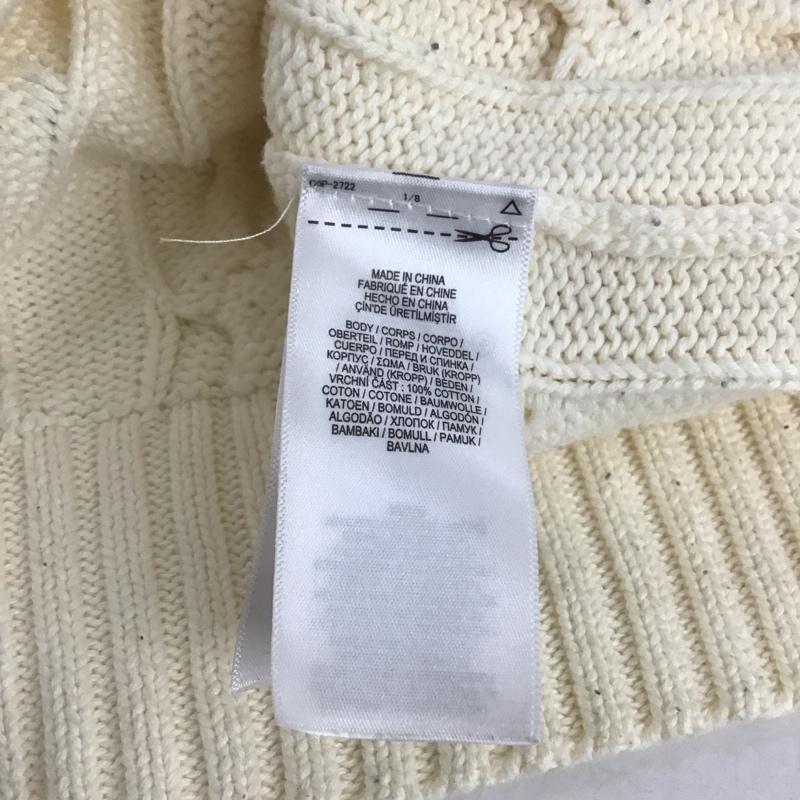 1/8
MADE IN CHINA
FABRIQUÉ EN CHINE
HECHO EN CHINA
ÇİN'DE ÜRETİLMİŞTİR
BODY / CORPS / CORPO /
OBERTEIL / ROMP / HOVEDDEL /
CUERPO / ПЕРЕД И СПИНКА /
КОРПУС / ΣΩΜΑ / BRUK (KROPP)
/ ANVÄND (KROPP) / BEDEN /
VRCHNÍ ČÁST : 100% COTTON /
COTON / COTONE / BAUMWOLLE /
KATOEN / BOMULD / ALGODÓN /
ALGODÃO / ХЛОПОК / ПАМУК /
BAMBAKI / BOMULL / PAMUK /
BAVLNA